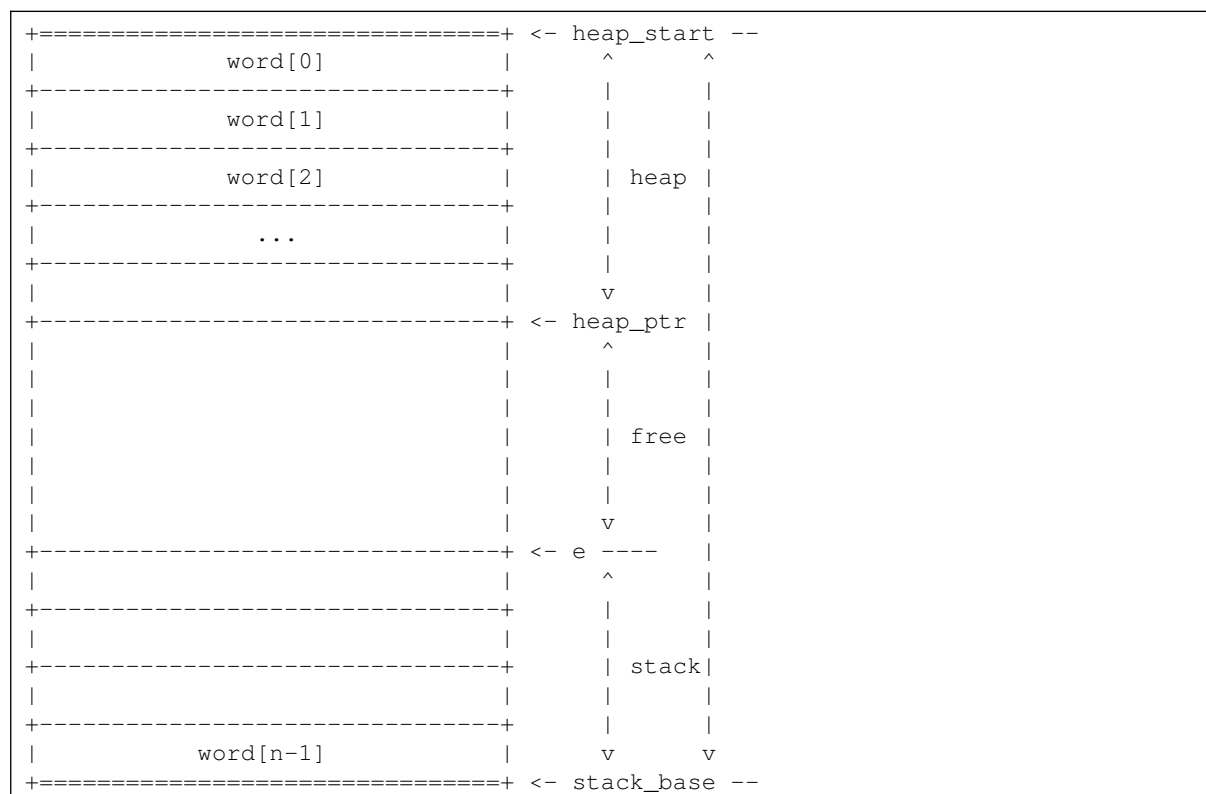 +================================+ <- heap_start --
|             word[0]            |      ^      ^
+--------------------------------+      |      |
|             word[1]            |      |      |
+--------------------------------+      |      |
|             word[2]            |      | heap |
+--------------------------------+      |      |
|               ...              |      |      |
+--------------------------------+      |      |
|                                |      v      |
+--------------------------------+ <- heap_ptr |
|                                |      ^      |
|                                |      |      |
|                                |      |      |
|                                |      | free |
|                                |      |      |
|                                |      |      |
|                                |      v      |
+--------------------------------+ <- e ----   |
|                                |      ^      |
+--------------------------------+      |      |
|                                |      |      |
+--------------------------------+      | stack|
|                                |      |      |
+--------------------------------+      |      |
|           word[n-1]            |      v      v
+================================+ <- stack_base --